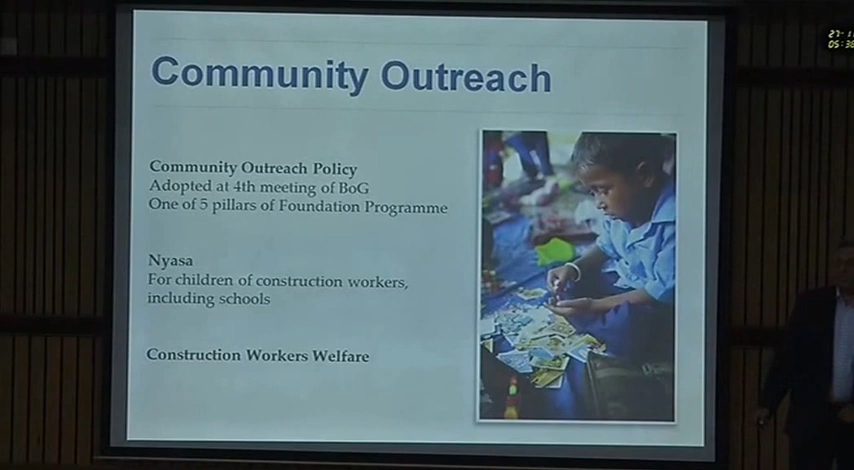 Community Outreach
Community Outreach Policy
Adopted at 4th meeting of BoG
One of 5 pillars of Foundation Programme
Nyasa
For children of construction workers,
including schools
Construction Workers Welfare